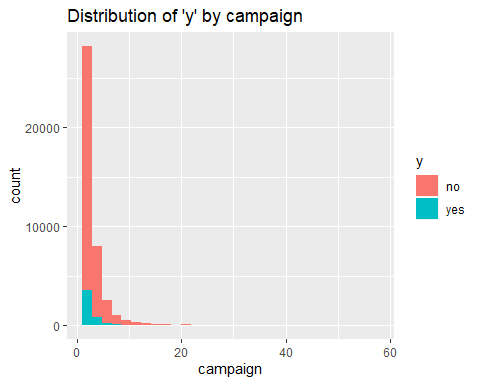 Distribution of 'y' by campaign
count
20000
10000
0
0
20
40
60
campaign
y
no
yes